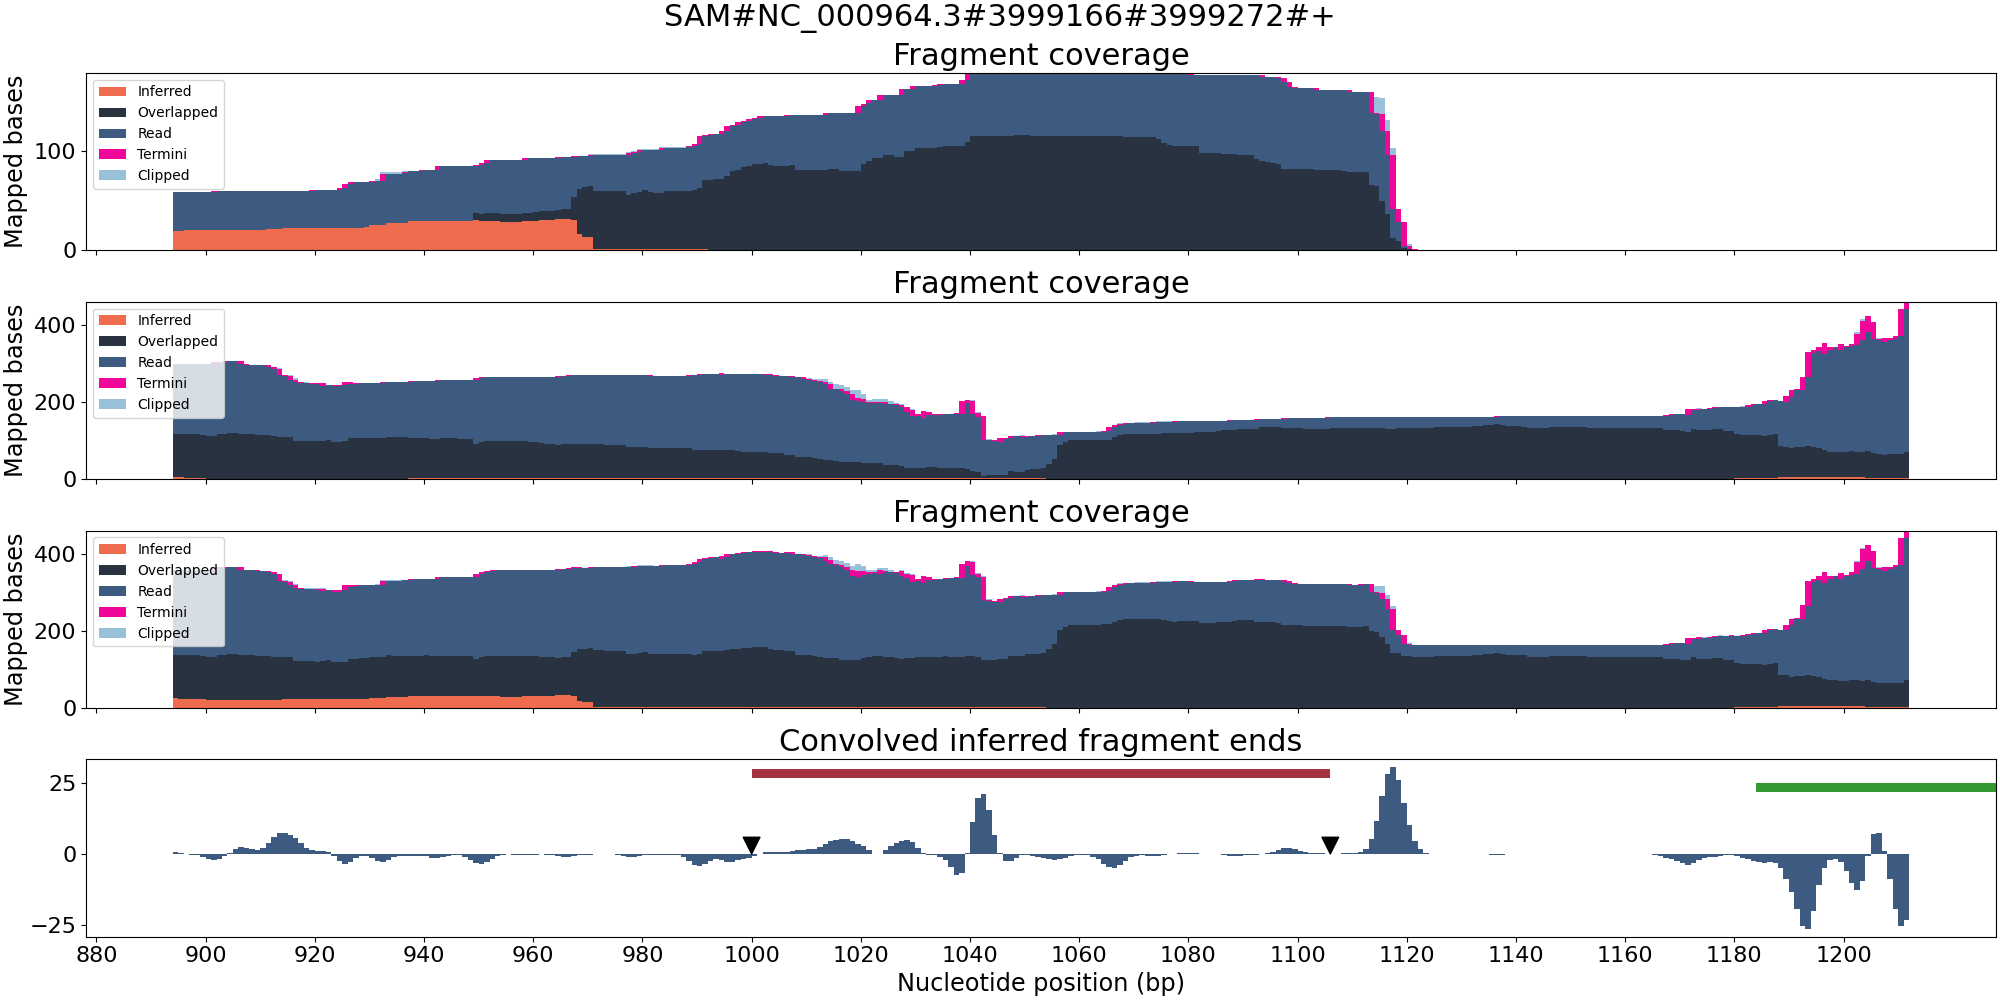 SAM#NC_000964.3#3999166#3999272#+
Fragment coverage
Mapped bases
100
0
Inferred
Overlapped
Read
Termini
Clipped
Fragment coverage
Mapped bases
400
200
0
Inferred
Overlapped
Read
Termini
Clipped
Fragment coverage
Mapped bases
400
200
0
Inferred
Overlapped
Read
Termini
Clipped
Convolved inferred fragment ends
25
0
−25
880 900 920 940 960 980 1000 1020 1040 1060 1080 1100 1120 1140 1160 1180 1200
Nucleotide position (bp)